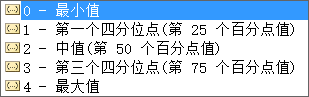 0 - 最小值
1 - 第一个四分位点(第 25 个百分点值)
2 - 中值(第 50 个百分点值)
3 - 第三个四分位点(第 75 个百分点值)
4 - 最大值